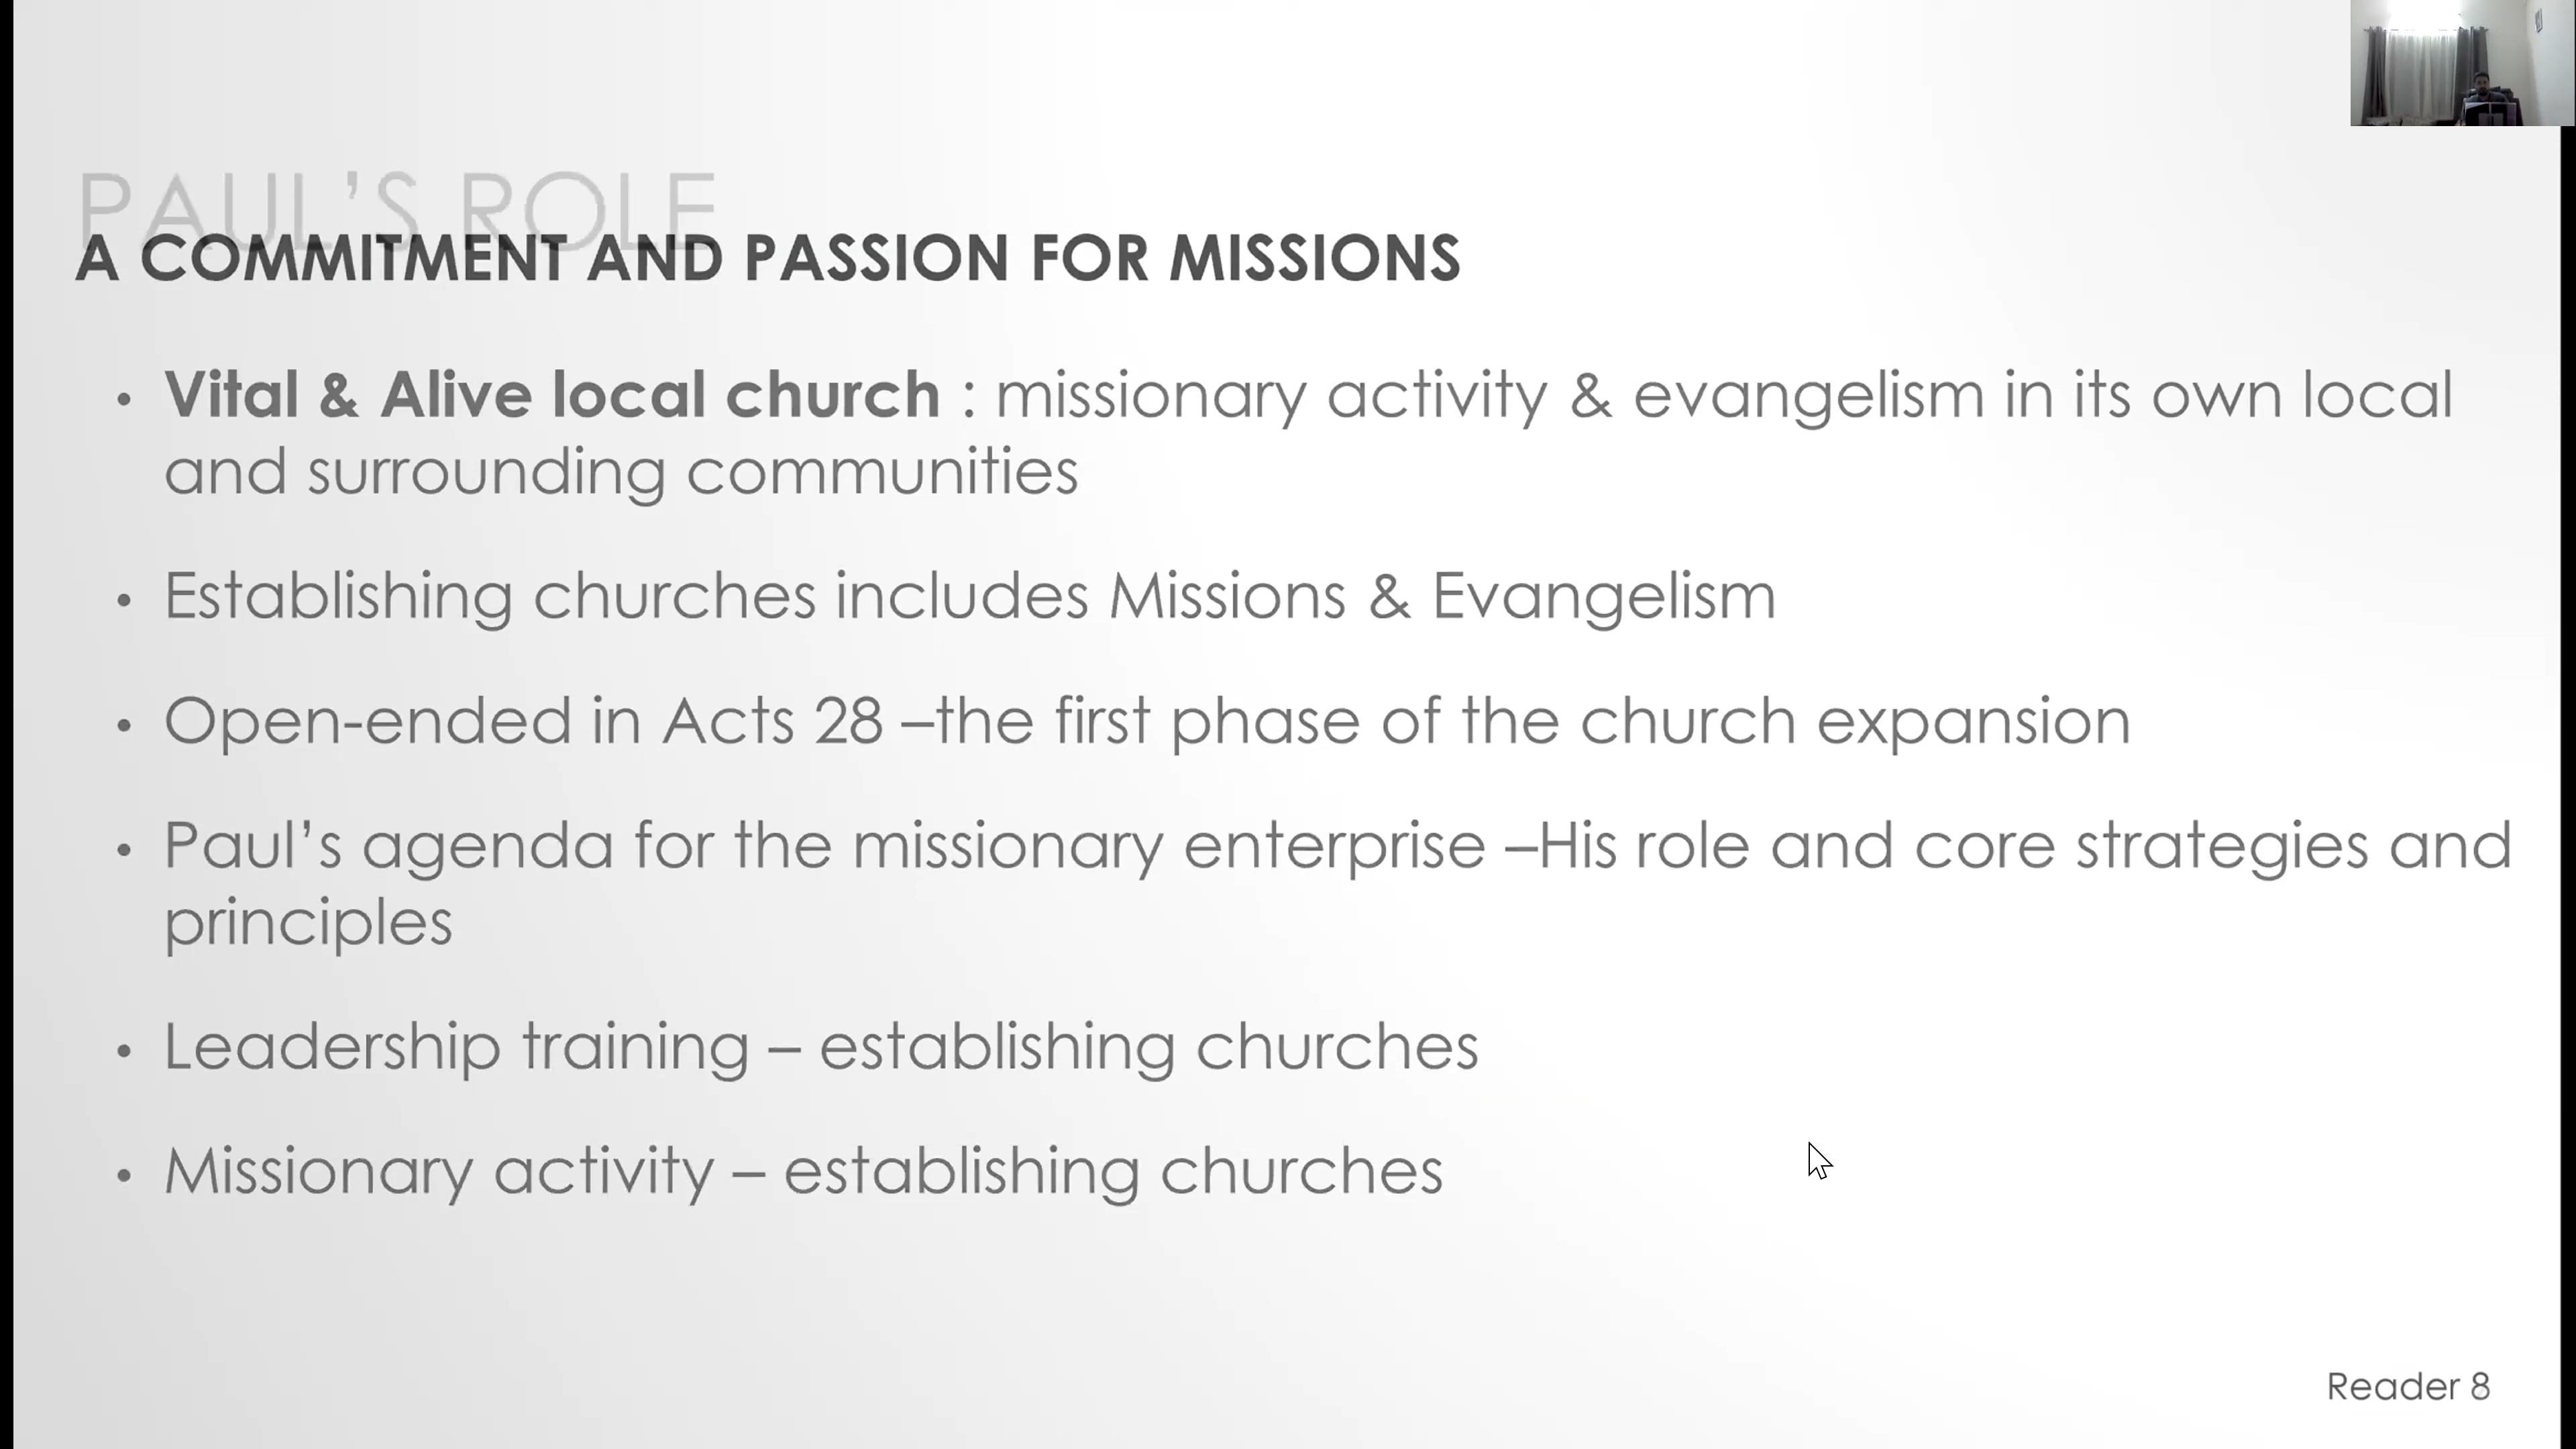 PAUL’S ROLE
A COMMITMENT AND PASSION FOR MISSIONS
• Vital & Alive local church : missionary activity & evangelism in its own local
and surrounding communities
• Establishing churches includes Missions & Evangelism
• Open-ended in Acts 28 –the first phase of the church expansion
• Paul’s agenda for the missionary enterprise –His role and core strategies and
principles
• Leadership training – establishing churches
• Missionary activity – establishing churches
Reader 8